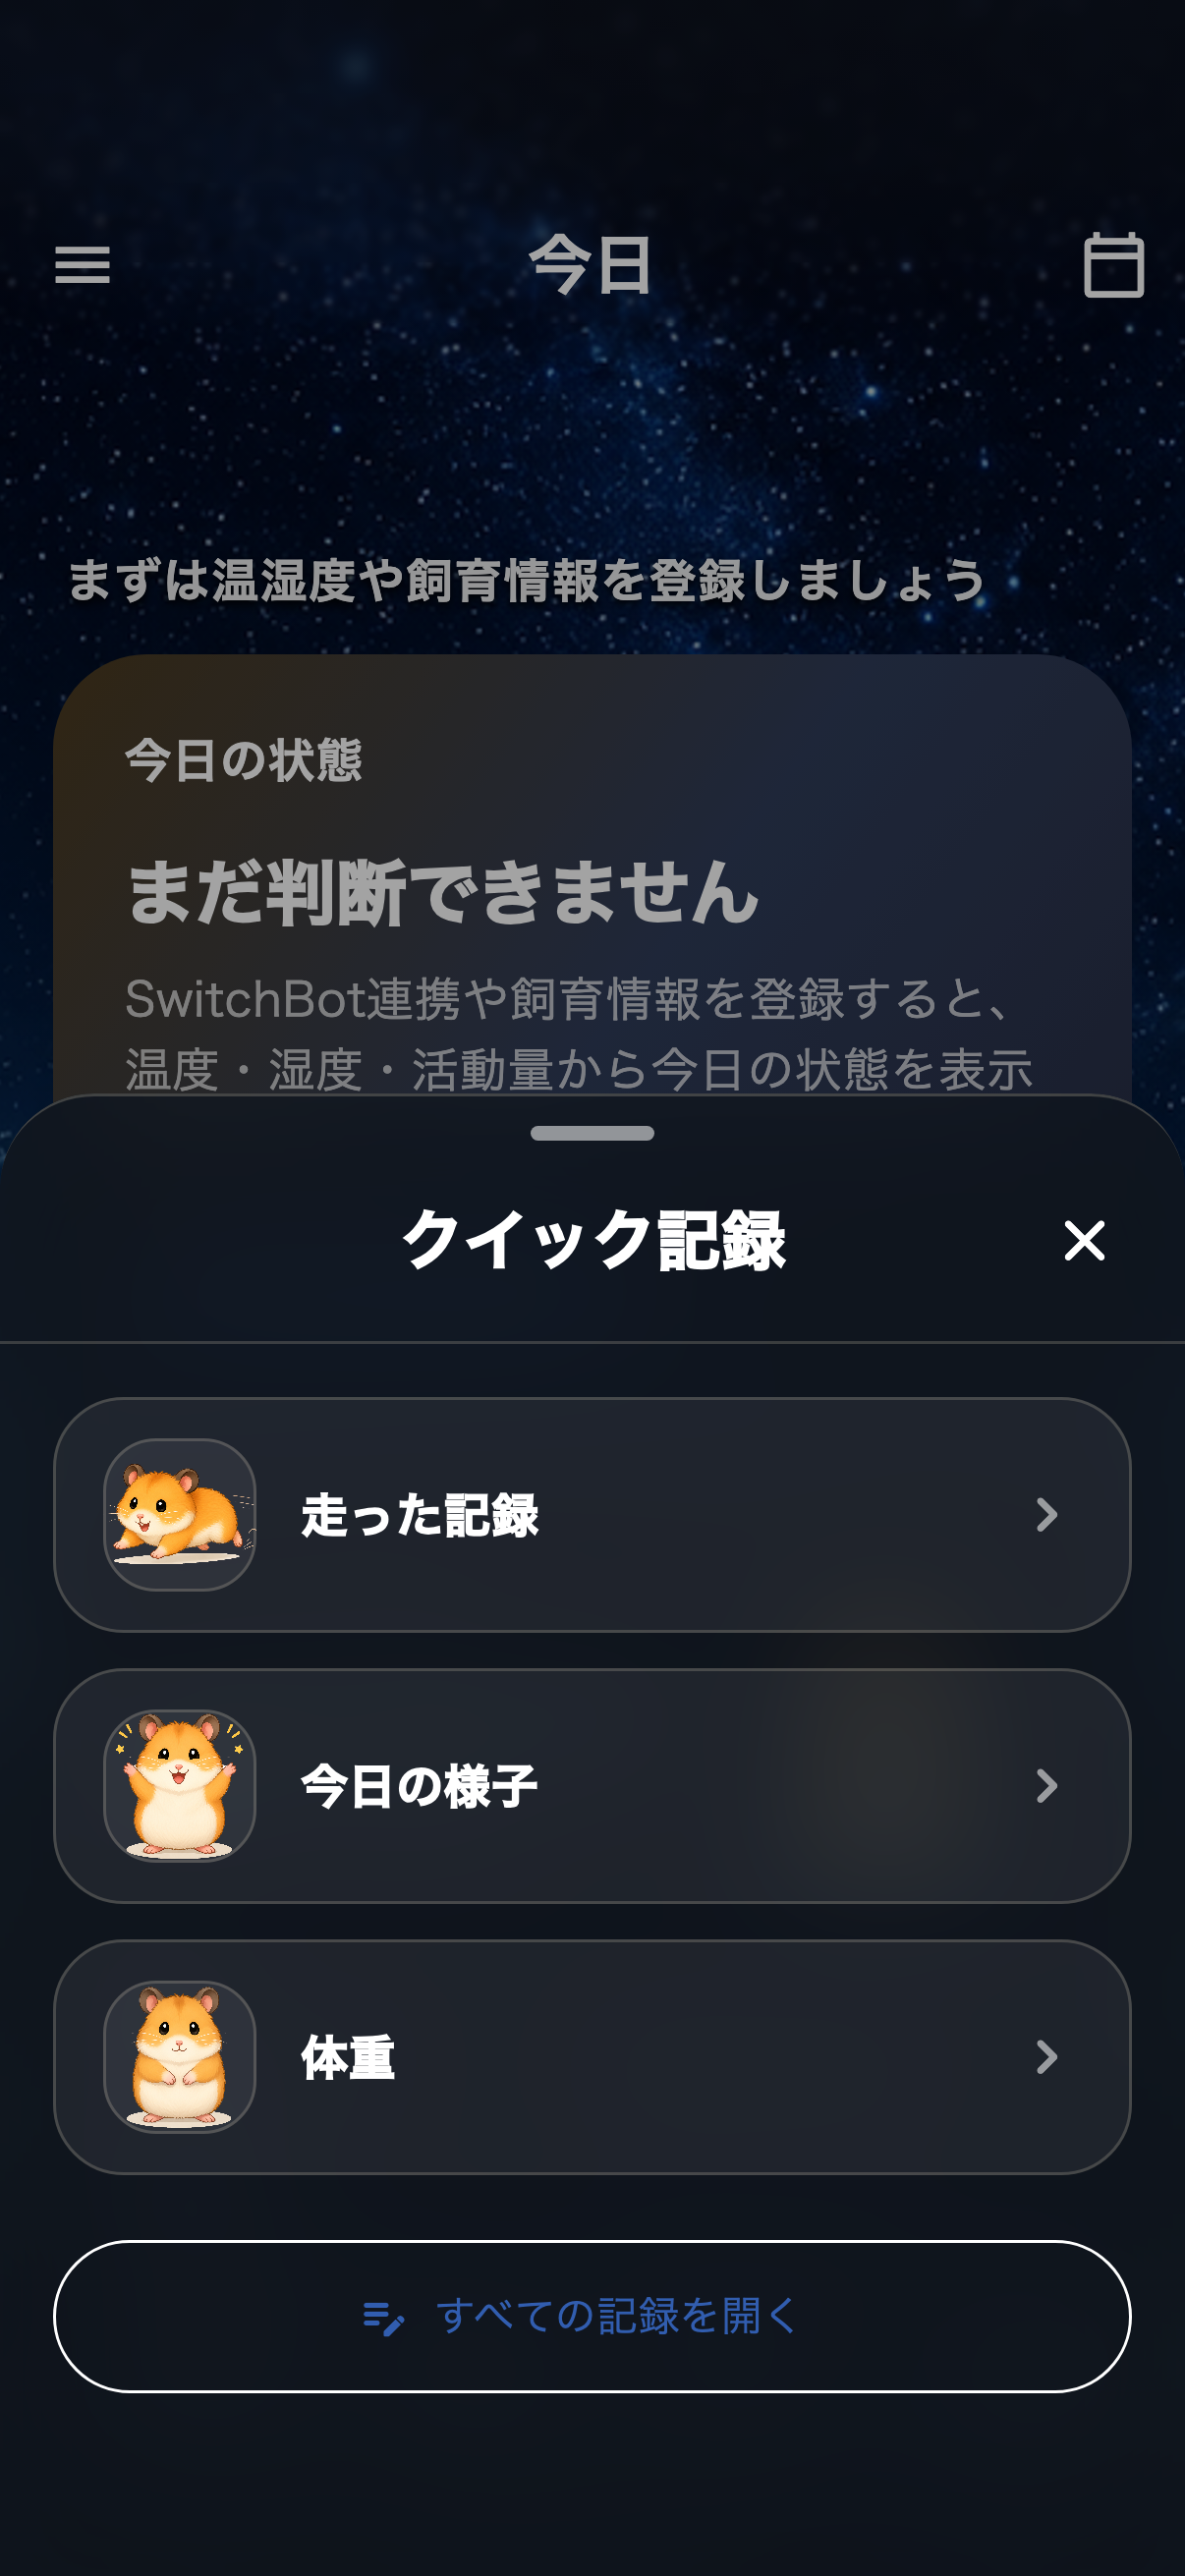 今日
まずは温湿度や飼育情報を登録しましょう
今日の状態
まだ判断できません
SwitchBot連携や飼育情報を登録すると、
温度・湿度・活動量から今日の状態を表示
クイック記録
走った記録
今日の様子
体重
すべての記録を開く